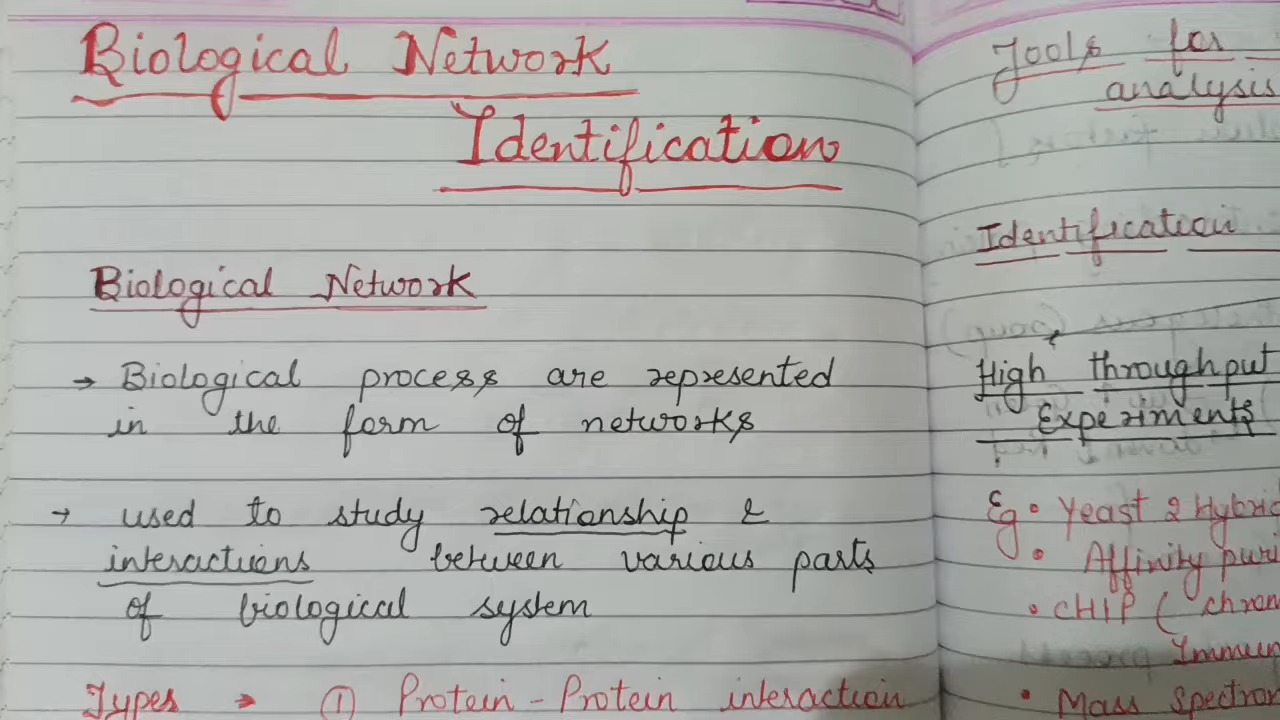 Biological Network
Identification
Biological Network
→ Biological process are represented
in the form of networks
→ used to study relationship &
interactions between various parts
of biological system
Types → ① Protein-Protein interaction
Tools for
analysis
Identification
High throughput
Experiments
Eg • Yeast 2 Hybrid
• Affinity puri
• CHIP ( chrom
Immun
• Mass Spectrom